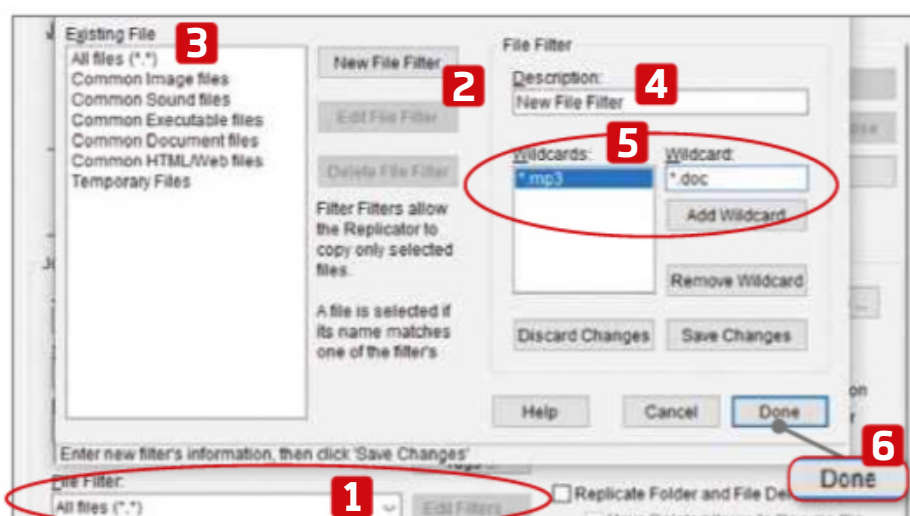 Existing File
3
All files (*.*)
Common Image files
Common Sound files
Common Executable files
Common Document files
Common HTML/Web files
Temporary Files
New File Filter
2
Edit File Filter
Delete File Filter
Filter Filters allow
the Replicator to
copy only selected
files.
A file is selected if
its name matches
one of the filter's
File Filter
Description:
4
New File Filter
5
Wildcards:
Wildcard:
*.mp3
*.doc
Add Wildcard
Remove Wildcard
Discard Changes
Save Changes
Help
Cancel
Done
Enter new filter's information, then click 'Save Changes'
6
Done
File Filter:
1
All files (*.*)
Edit Filters
Replicate Folder and File